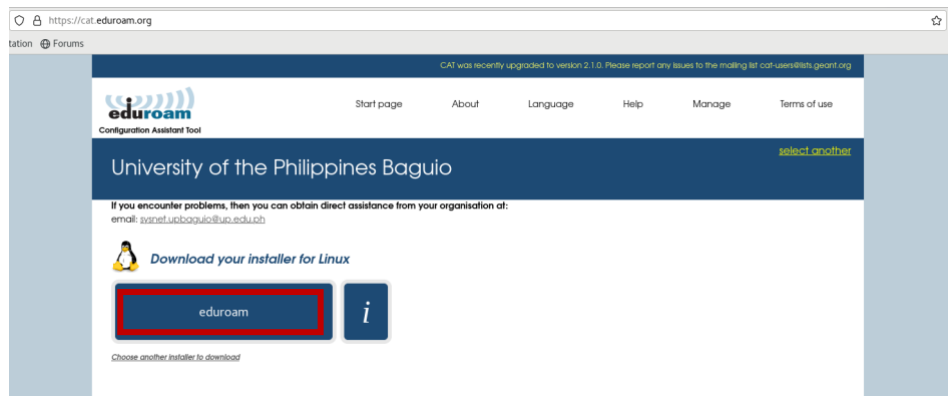 https://cat.eduroam.org
tation Forums
CAT was recently upgraded to version 2.1.0. Please report any issues to the mailing list cat-users@lists.geant.org
eduroam
Configuration Assistant Tool
Start page About Language Help Manage Terms of use
select another
University of the Philippines Baguio
If you encounter problems, then you can obtain direct assistance from your organisation at:
email: sysnet.upbaguio@up.edu.ph
Download your installer for Linux
eduroam i
Choose another installer to download